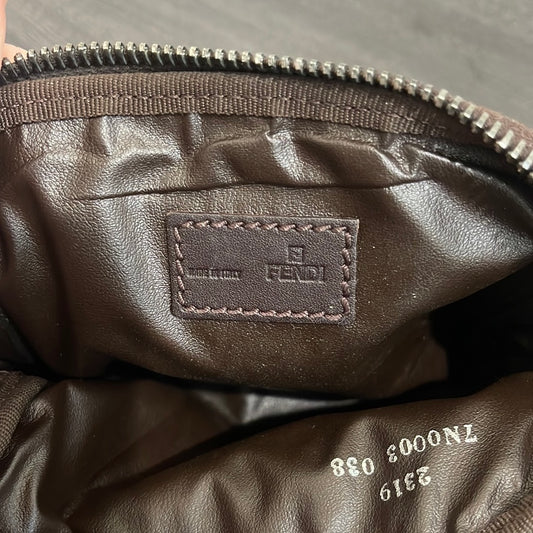 MADE IN ITALY
FENDI
2319
7N0003 038